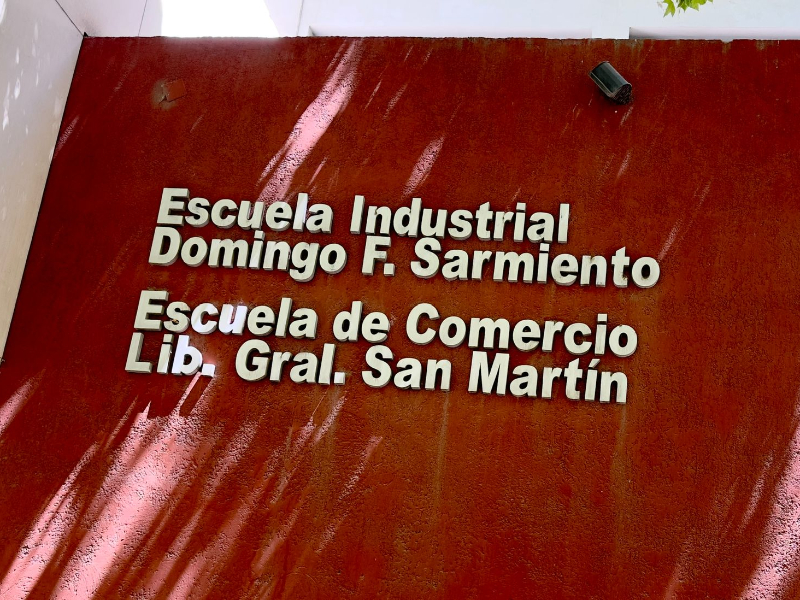 Escuela Industrial
Domingo F. Sarmiento
Escuela de Comercio
Lib. Gral. San Martín